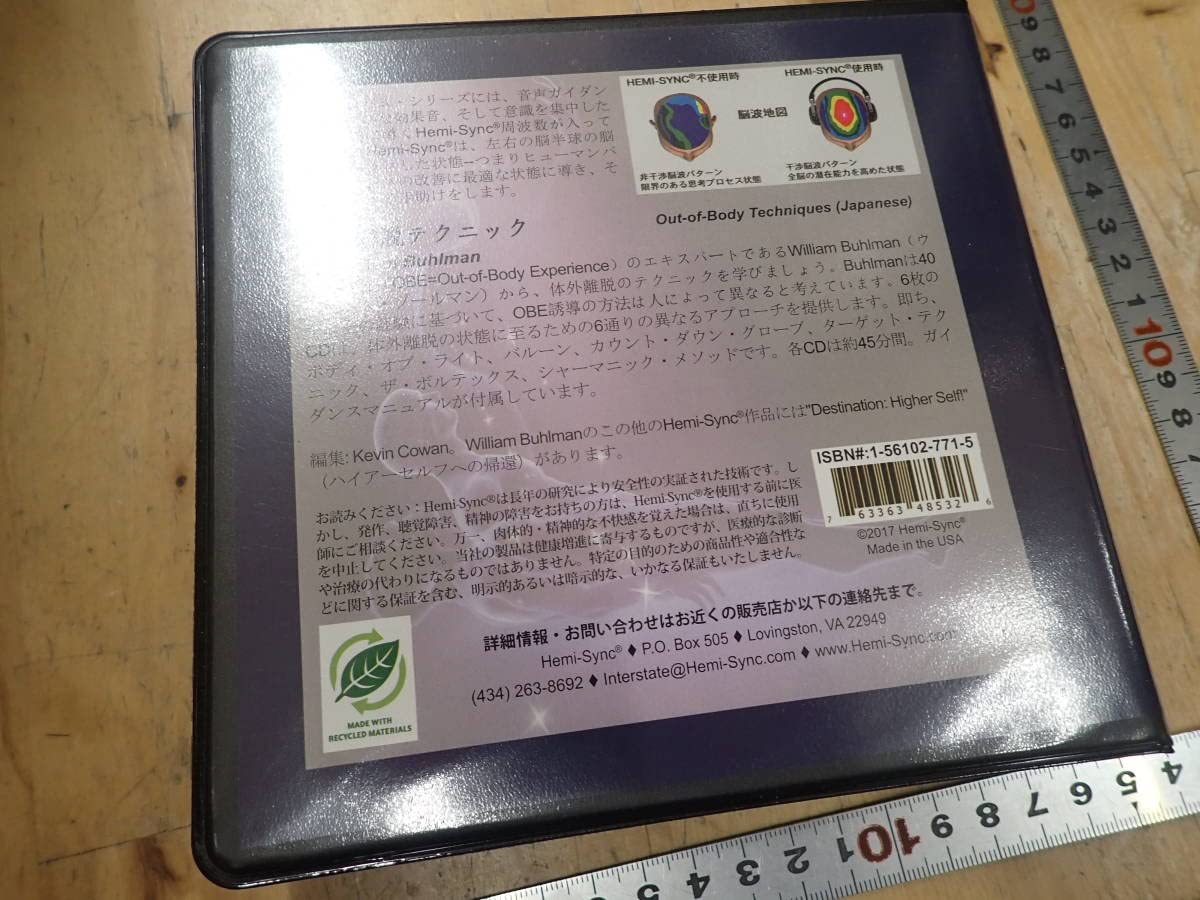 シリーズには、音声ガイダン
効果音、そして意識を集中した
くHemi-Sync®周波数が入って
Hemi-Syncは、左右の脳半球の脳
した状態–つまりヒューマンパ
の改善に最適な状態に導き、そ
助けをします。
HEMI-SYNC®不使用時
HEMI-SYNC®使用時
脳波地図
非干渉脳波パターン
限界のある思考プロセス状態
干渉脳波パターン
全脳の潜在能力を高めた状態
テクニック
Out-of-Body Techniques (Japanese)
Buhlman
OBE=Out-of-Body Experience）のエキスパートであるWilliam Buhlman（ウ
ブールマン）から、体外離脱のテクニックを学びましょう。Buhlmanは40
に基づいて、OBE誘導の方法は人によって異なると考えています。6枚の
CDは、体外離脱の状態に至るための6通りの異なるアプローチを提供します。即ち、
ボディ・オブ・ライト、バルーン、カウント・ダウン・グローブ、ターゲット・テク
ニック、ザ・ボルテックス、シャーマニック・メソッドです。各CDは約45分間。ガイ
ダンスマニュアルが付属しています。
編集: Kevin Cowan。William Buhlmanのこの他のHemi-Sync®作品には"Destination: Higher Self!"
（ハイアーセルフへの帰還）があります。
お読みください：Hemi-Sync®は長年の研究により安全性の実証された技術です。し
かし、発作、聴覚障害、精神の障害をお持ちの方は、Hemi-Sync®を使用する前に医
師にご相談ください。万一、肉体的・精神的な不快感を覚えた場合は、直ちに使用
を中止してください。当社の製品は健康増進に寄与するものですが、医療的な診断
や治療の代わりになるものではありません。特定の目的のための商品性や適合性な
どに関する保証を含む、明示的あるいは暗示的な、いかなる保証もいたしません。
ISBN#:1-56102-771-5
7 63363 48532 6
©2017 Hemi-Sync®
Made in the USA
詳細情報・お問い合わせはお近くの販売店か以下の連絡先まで。
Hemi-Sync® ♦ P.O. Box 505 ♦ Lovingston, VA 22949
(434) 263-8692 ♦ Interstate@Hemi-Sync.com ♦ www.Hemi-Sync.com
MADE WITH
RECYCLED MATERIALS